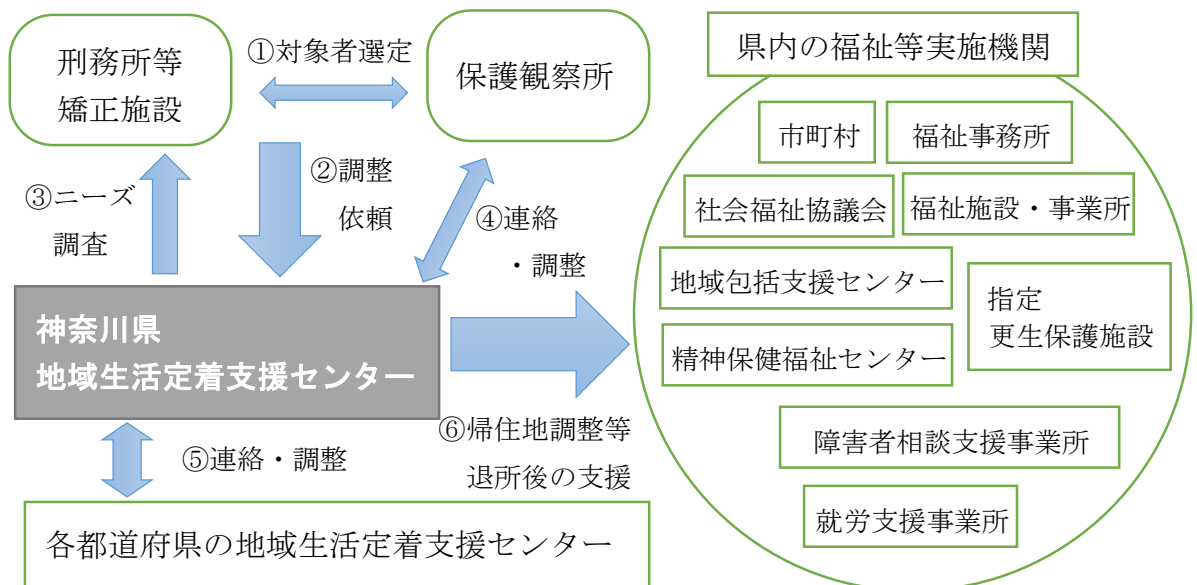 刑務所等
矯正施設
①対象者選定
保護観察所
③ニーズ
調査
②調整
依頼
④連絡
・調整
神奈川県
地域生活定着支援センター
⑤連絡・調整
⑥帰住地調整等
退所後の支援
各都道府県の地域生活定着支援センター
県内の福祉等実施機関
市町村
福祉事務所
社会福祉協議会
福祉施設・事業所
地域包括支援センター
指定
更生保護施設
精神保健福祉センター
障害者相談支援事業所
就労支援事業所